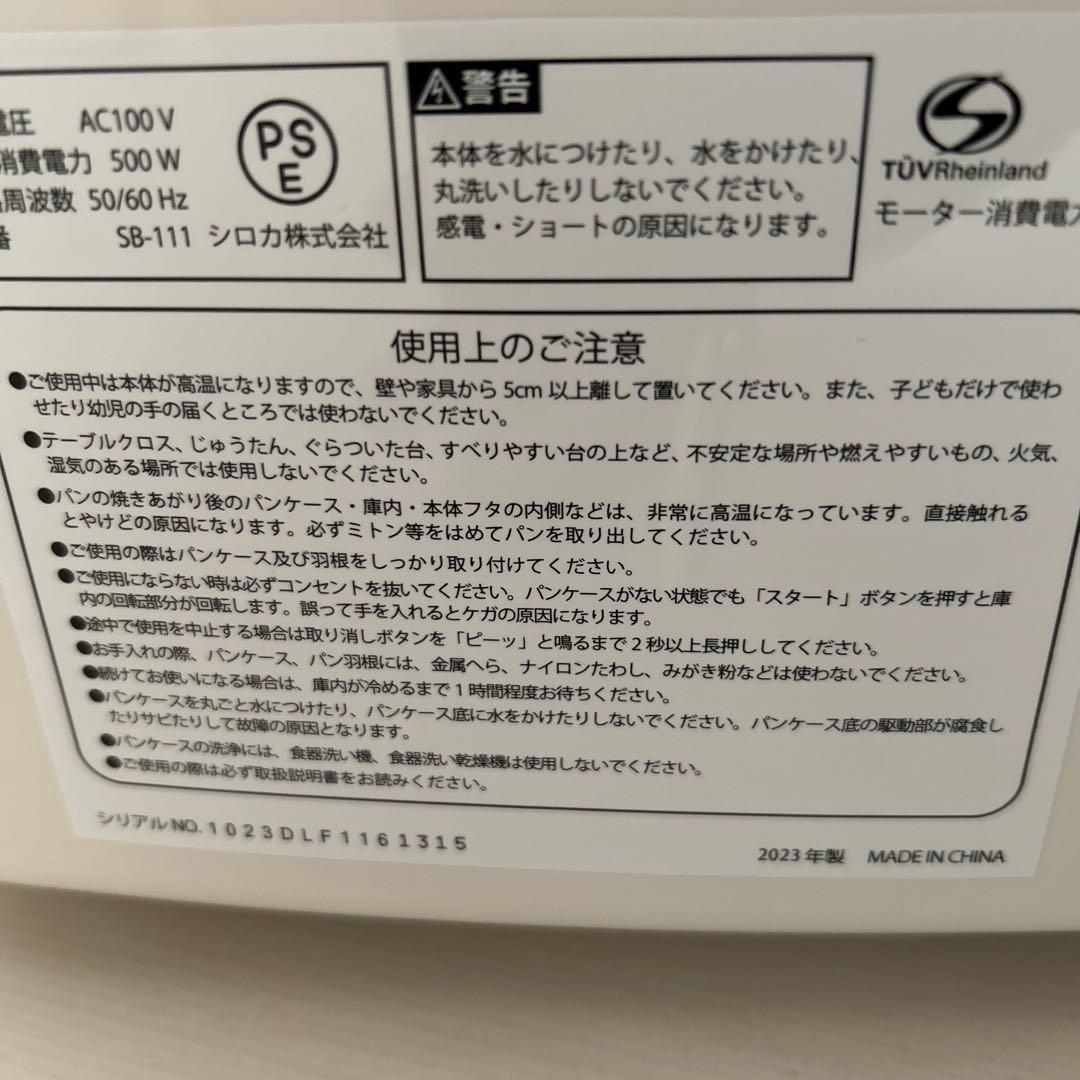 圧 AC100 V
消費電力 500 W
周波数 50/60 Hz
番 SB-111 シロカ株式会社
PSE
警告
本体を水につけたり、水をかけたり、
丸洗いしたりしないでください。
感電・ショートの原因になります。
TÜVRheinland
モーター消費電力
使用上のご注意
●ご使用中は本体が高温になりますので、壁や家具から 5cm 以上離して置いてください。また、子どもだけで使わ
せたり幼児の手の届くところでは使わないでください。
●テーブルクロス、じゅうたん、ぐらついた台、すべりやすい台の上など、不安定な場所や燃えやすいもの、火気、
湿気のある場所では使用しないでください。
●パンの焼きあがり後のパンケース・庫内・本体フタの内側などは、非常に高温になっています。直接触れる
とやけどの原因になります。必ずミトン等をはめてパンを取り出してください。
●ご使用の際はパンケース及び羽根をしっかり取り付けてください。
●ご使用にならない時は必ずコンセントを抜いてください。パンケースがない状態でも「スタート」ボタンを押すと庫
内の回転部分が回転します。誤って手を入れるとケガの原因になります。
●途中で使用を中止する場合は取り消しボタンを「ピーッ」と鳴るまで 2 秒以上長押ししてください。
●お手入れの際、パンケース、パン羽根には、金属へら、ナイロンたわし、みがき粉などは使わないでください。
●続けてお使いになる場合は、庫内が冷めるまで 1 時間程度お待ちください。
●パンケースを丸ごと水につけたり、パンケース底に水をかけたりしないでください。パンケース底の駆動部が腐食し
たりサビたりして故障の原因となります。
●パンケースの洗浄には、食器洗い機、食器洗い乾燥機は使用しないでください。
●ご使用の際は必ず取扱説明書をお読みください。
シリアルNO. 1023DLF1161315
2023 年製 MADE IN CHINA